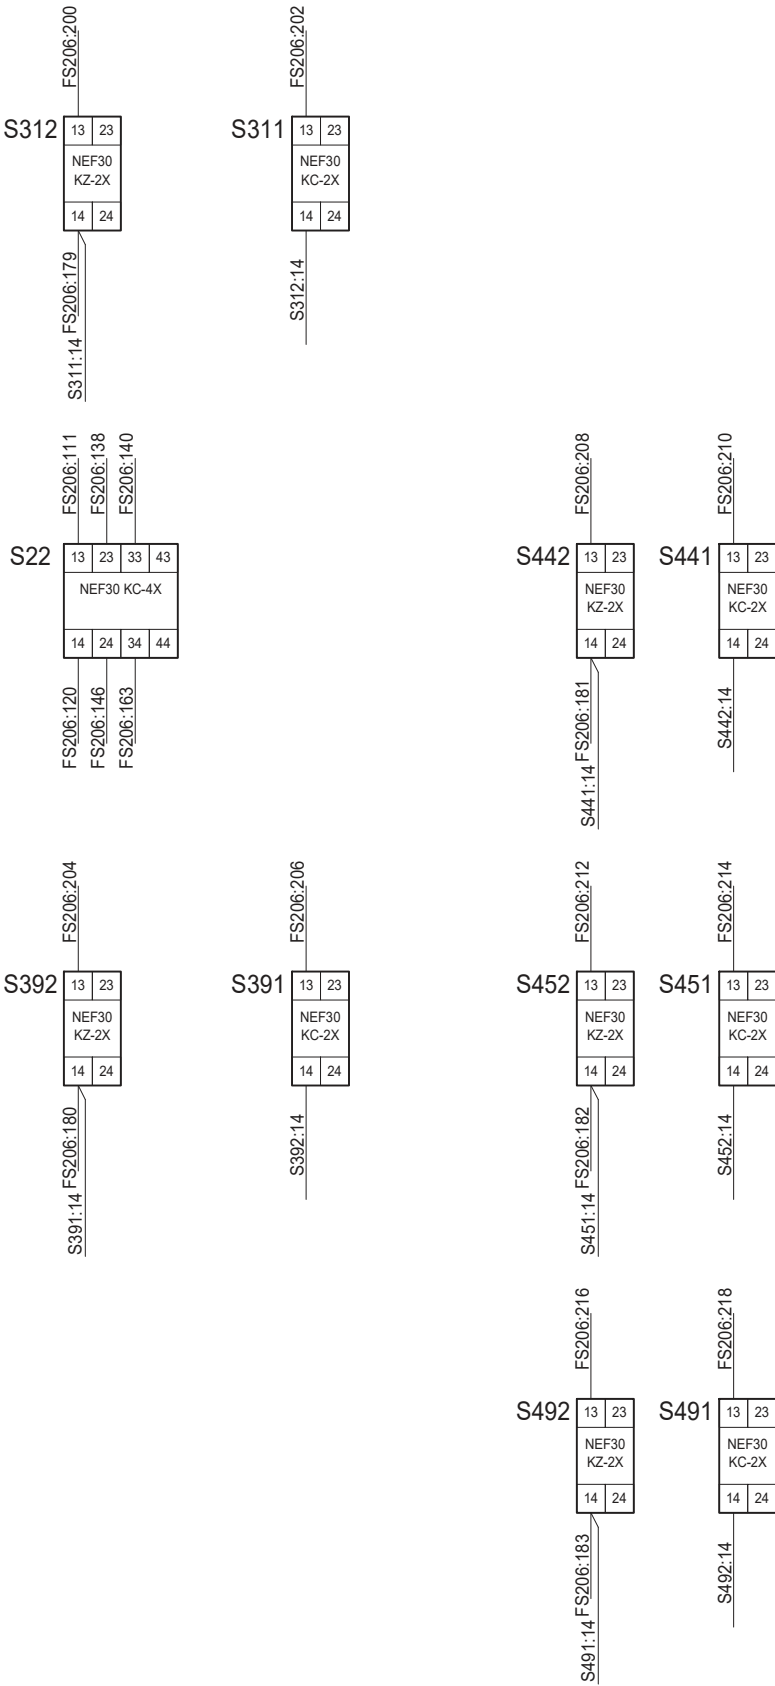 FS206:200
FS206:202
S312 13 23
NEF30
KZ-2X
14 24
S311 13 23
NEF30
KC-2X
14 24
FS206:179
S311:14
S312:14
FS206:111
FS206:138
FS206:140
FS206:208
FS206:210
S22 13 23 33 43
NEF30 KC-4X
14 24 34 44
S442 13 23
NEF30
KZ-2X
14 24
S441 13 23
NEF30
KC-2X
14 24
FS206:120
FS206:146
FS206:163
FS206:181
S441:14
S442:14
FS206:204
FS206:206
FS206:212
FS206:214
S392 13 23
NEF30
KZ-2X
14 24
S391 13 23
NEF30
KC-2X
14 24
S452 13 23
NEF30
KZ-2X
14 24
S451 13 23
NEF30
KC-2X
14 24
FS206:180
S391:14
S392:14
FS206:182
S451:14
S452:14
FS206:216
FS206:218
S492 13 23
NEF30
KZ-2X
14 24
S491 13 23
NEF30
KC-2X
14 24
FS206:183
S491:14
S492:14